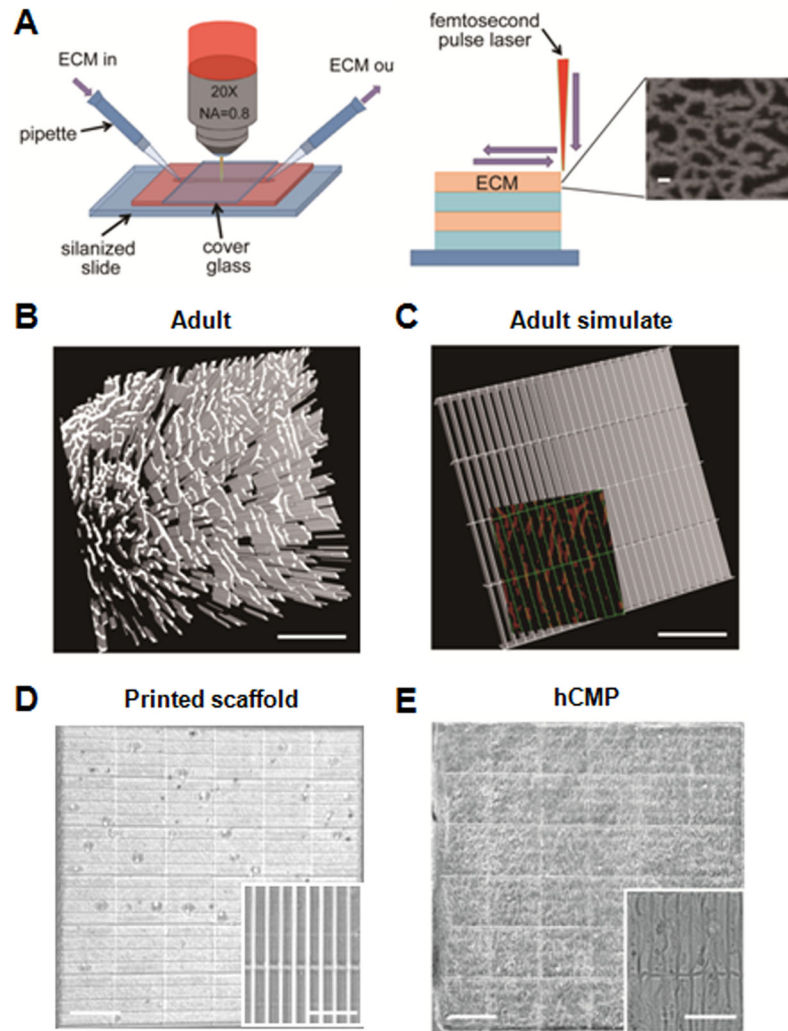 A
ECM in
pipette
20X
NA=0.8
ECM ou
silanized
slide
cover
glass
femtosecond
pulse laser
ECM
B
Adult
C
Adult simulate
D
Printed scaffold
E
hCMP